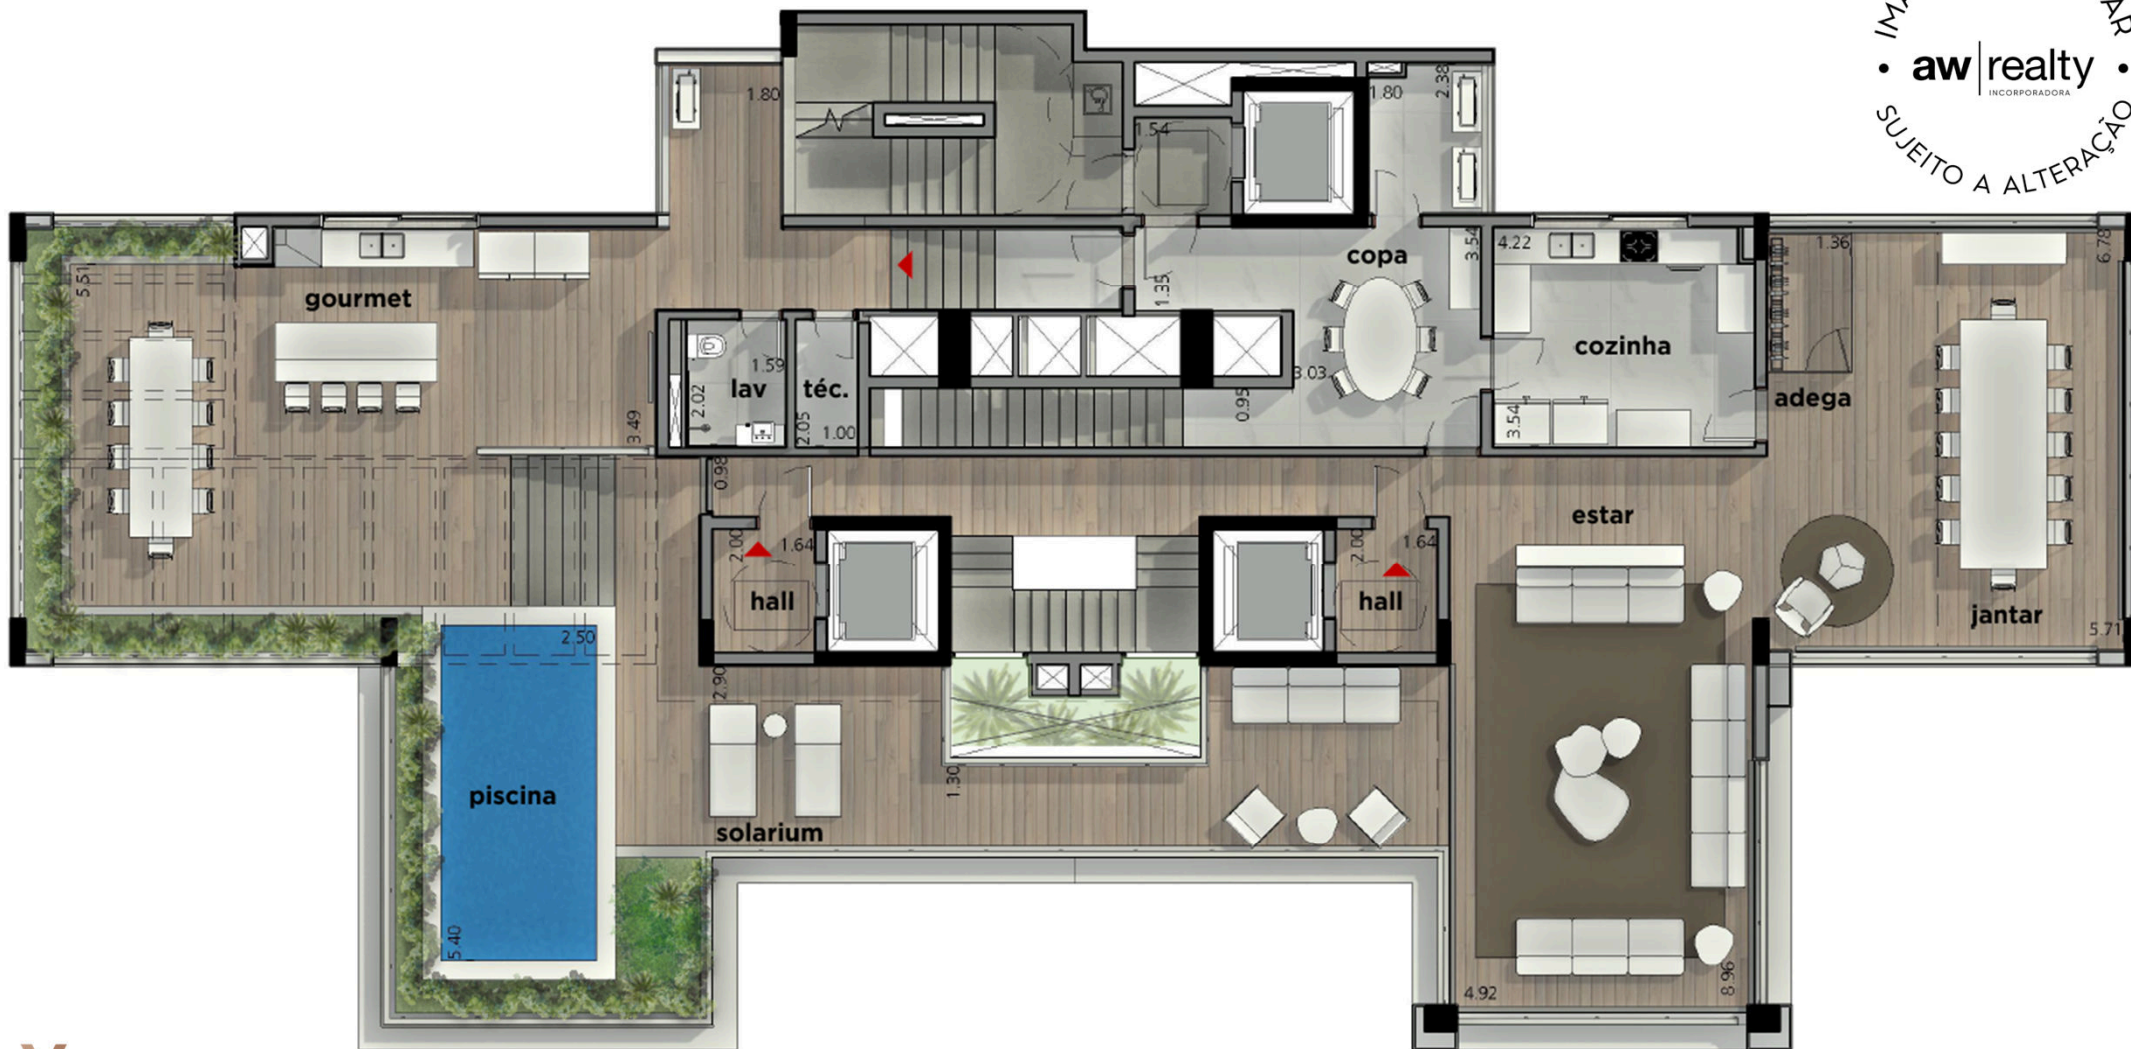 aw|realty
INCORPORADORA
SUJEITO A ALTERAÇÃO
1.80
1.80
2.38
1.54
5.51
gourmet
copa
3.54
4.22
1.36
6.78
1.35
cozinha
1.59
2.02
lav
téc.
3.03
adega
0.95
3.49
2.05
1.00
3.54
0.98
estar
2.00
1.64
2.00
1.64
hall
hall
jantar
5.71
2.50
2.90
1.30
piscina
solarium
5.40
4.92
8.96